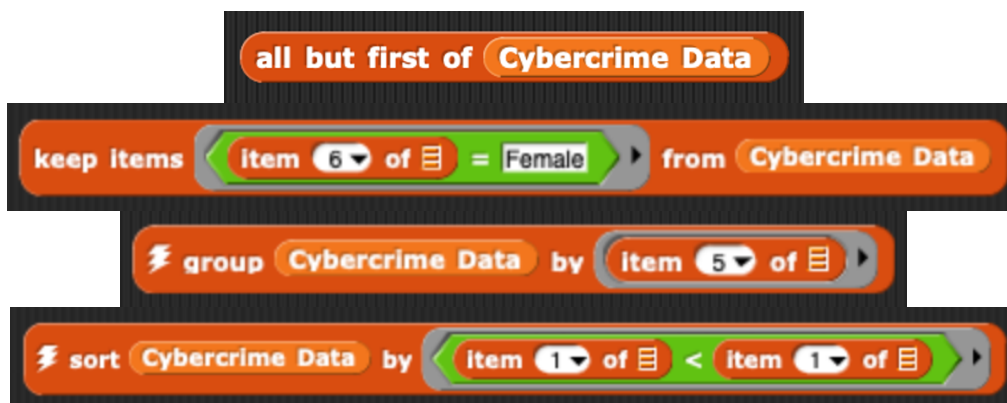 all but first of Cybercrime Data
keep items item 6 of = Female from Cybercrime Data
group Cybercrime Data by item 5 of
sort Cybercrime Data by item 1 of < item 1 of